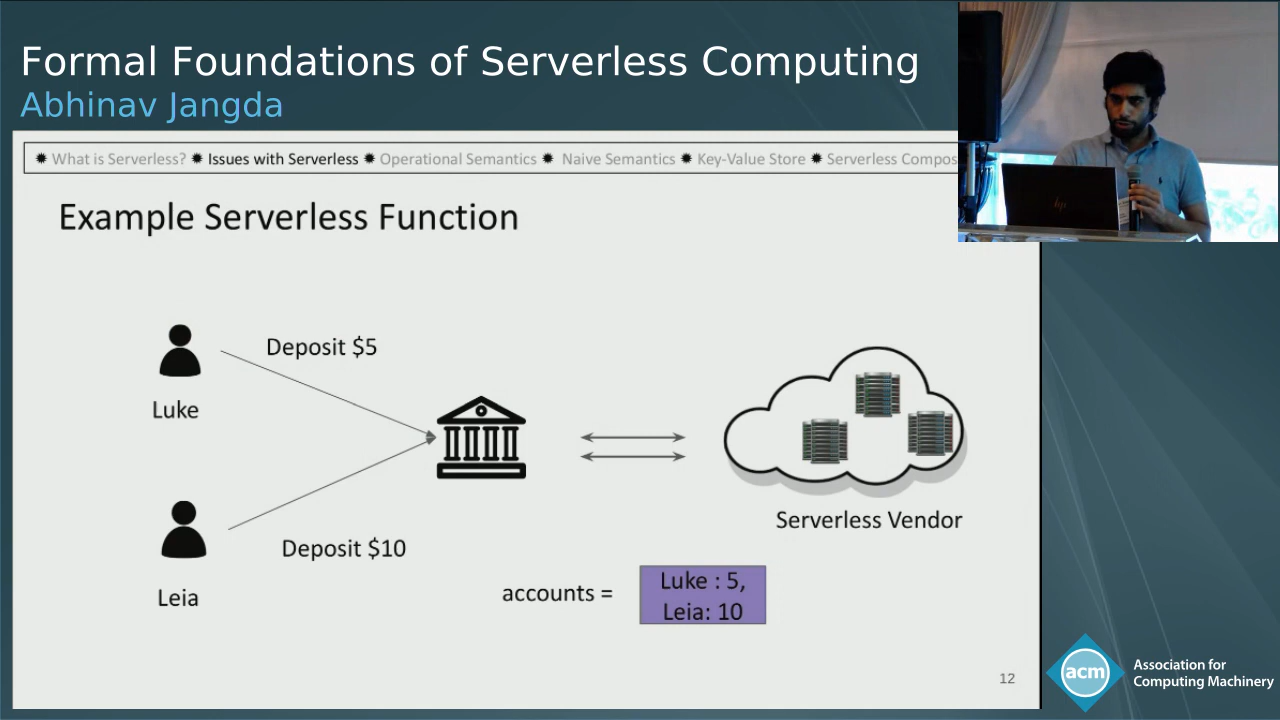 Formal Foundations of Serverless Computing
Abhinav Jangda
✹ What is Serverless? ✹ Issues with Serverless ✹ Operational Semantics ✹ Naive Semantics ✹ Key-Value Store ✹ Serverless Compos
Example Serverless Function
Deposit $5
Luke
Deposit $10
Leia
Serverless Vendor
accounts =
Luke : 5,
Leia: 10
12
hp
acm
Association for
Computing Machinery